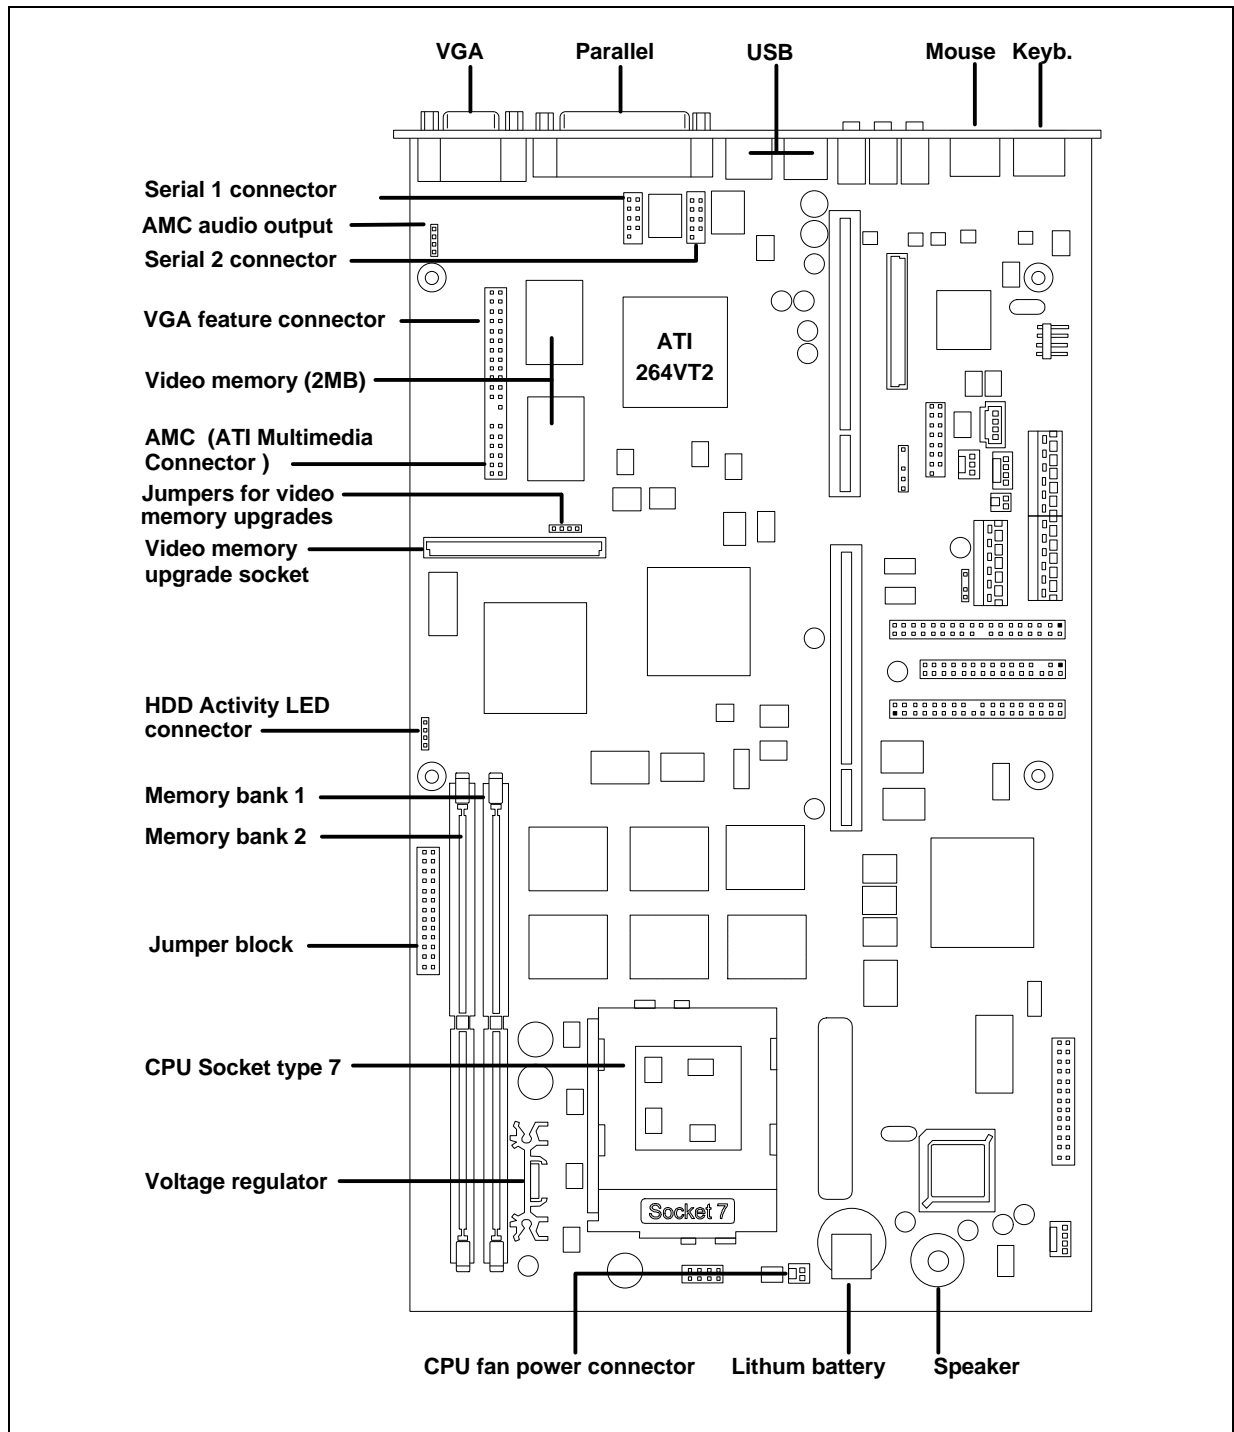 VGA Parallel USB Mouse Keyb.
Serial 1 connector
AMC audio output
Serial 2 connector
VGA feature connector
ATI
264VT2
Video memory (2MB)
AMC (ATI Multimedia
Connector )
Jumpers for video
memory upgrades
Video memory
upgrade socket
HDD Activity LED
connector
Memory bank 1
Memory bank 2
Jumper block
CPU Socket type 7
Voltage regulator
Socket 7
CPU fan power connector Lithum battery Speaker